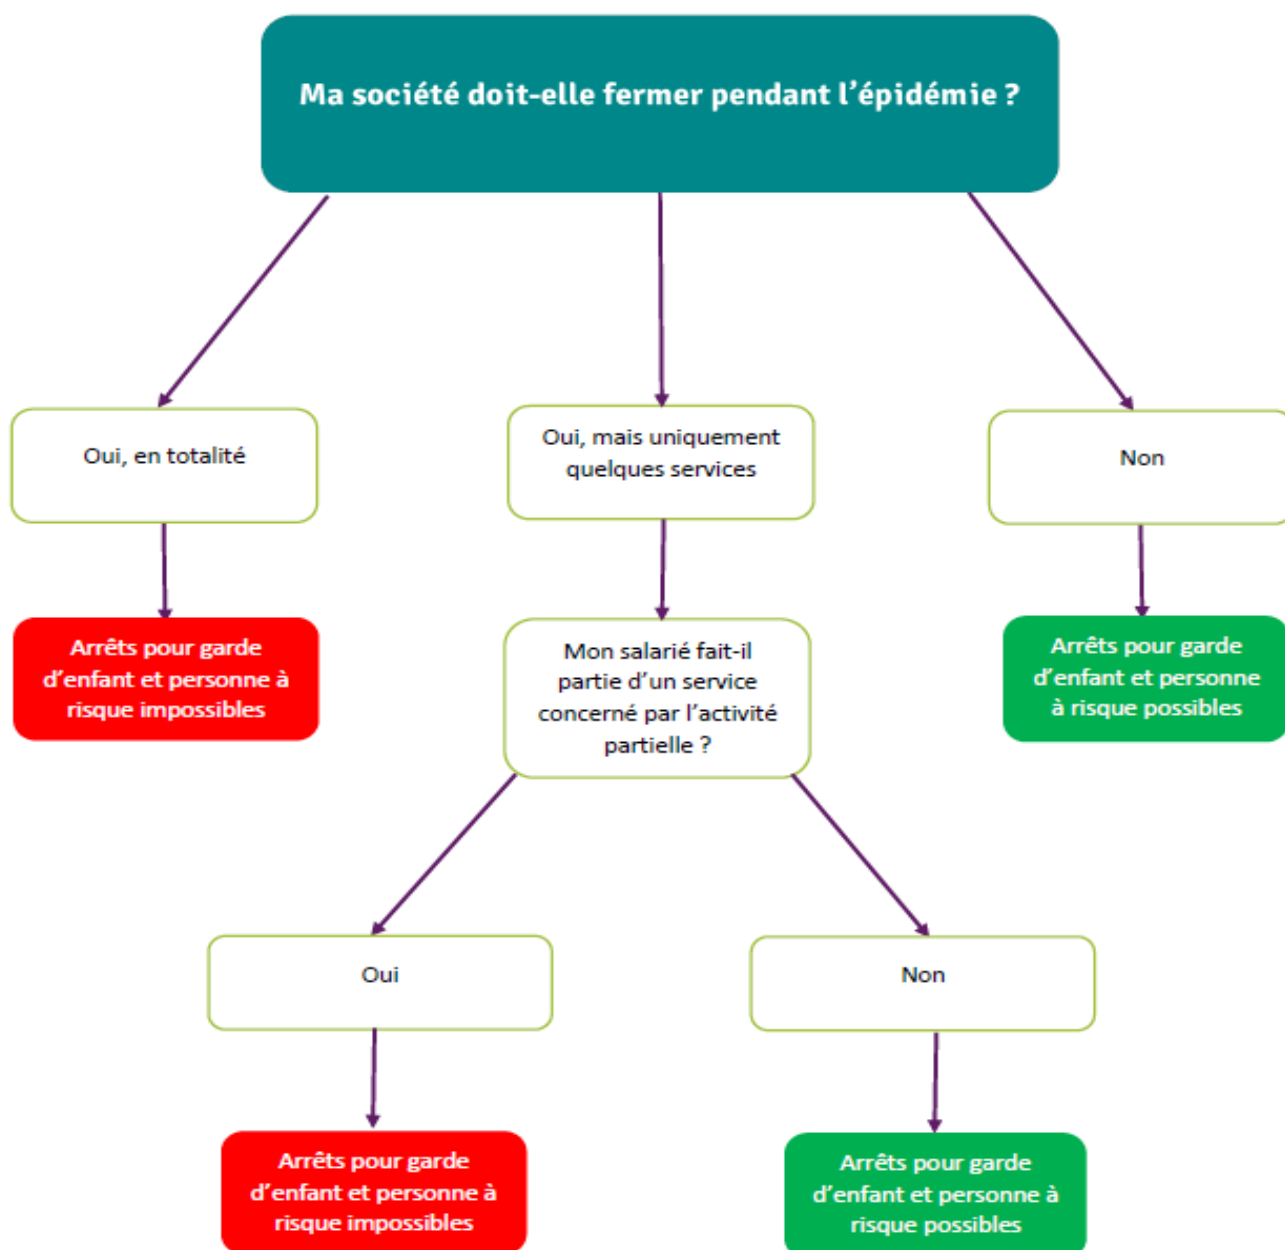 Ma société doit-elle fermer pendant l'épidémie ?
Oui, en totalité
Oui, mais uniquement
quelques services
Non
Arrêts pour garde
d'enfant et personne à
risque impossibles
Mon salarié fait-il
partie d'un service
concerné par l'activité
partielle ?
Arrêts pour garde
d'enfant et personne
à risque possibles
Oui
Non
Arrêts pour garde
d'enfant et personne à
risque impossibles
Arrêts pour garde
d'enfant et personne à
risque possibles